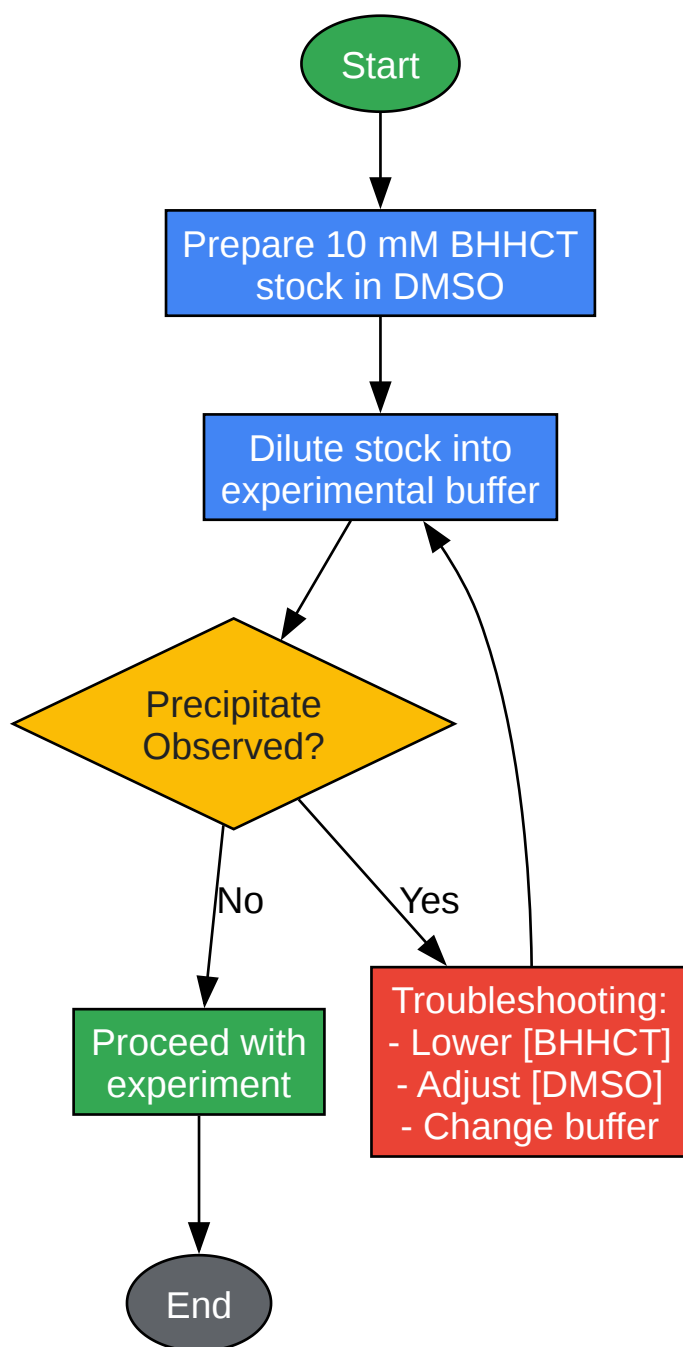 Start
Prepare 10 mM BHHCT
stock in DMSO
Dilute stock into
experimental buffer
Precipitate
Observed?
No
Yes
Proceed with
experiment
Troubleshooting:
- Lower [BHHCT]
- Adjust [DMSO]
- Change buffer
End